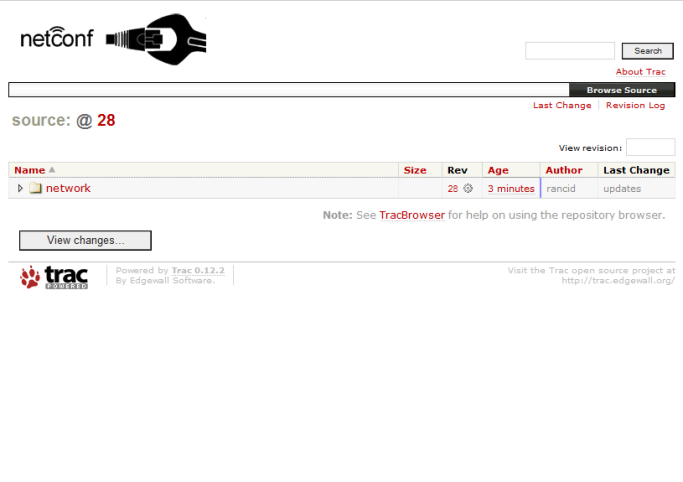 netconf
Search
About Trac
Browse Source
Last Change Revision Log
source: @ 28
View revision:
Name Size Rev Age Author Last Change
network 28 3 minutes rancid updates
Note: See TracBrowser for help on using the repository browser.
View changes...
trac POWERED
Powered by Trac 0.12.2
By Edgewall Software.
Visit the Trac open source project at
http://trac.edgewall.org/